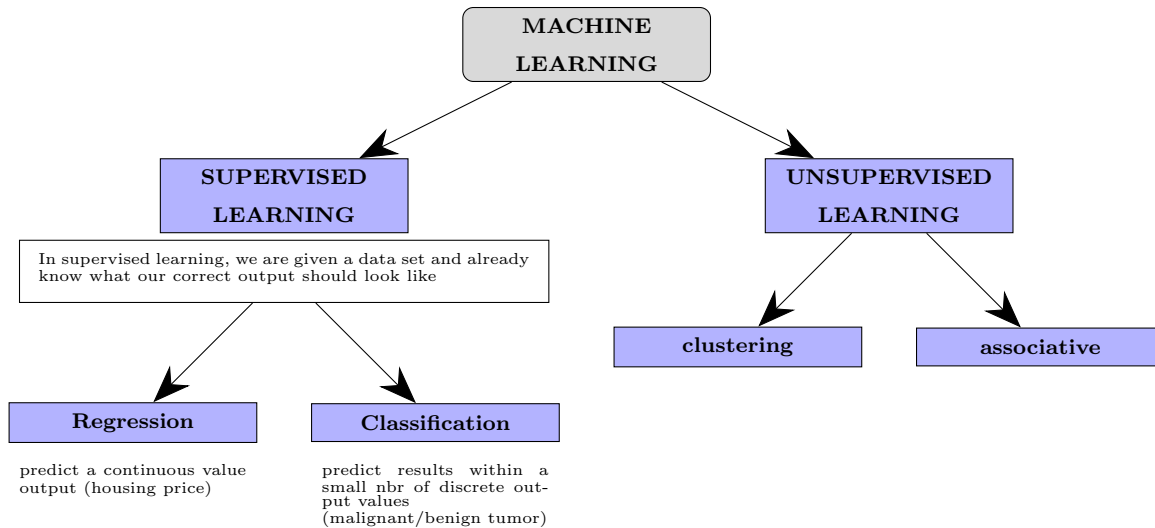 MACHINE
LEARNING
SUPERVISED
LEARNING
UNSUPERVISED
LEARNING
In supervised learning, we are given a data set and already
know what our correct output should look like
clustering
associative
Regression
Classification
predict a continuous value
output (housing price)
predict results within a
small nbr of discrete out-
put values
(malignant/benign tumor)